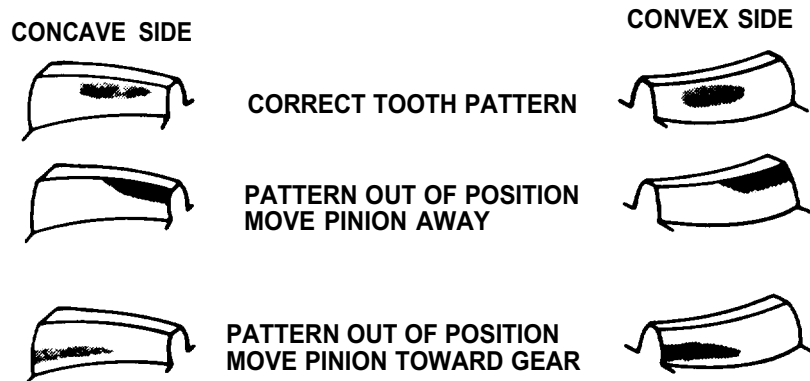 CONCAVE SIDE
CONVEX SIDE
CORRECT TOOTH PATTERN
PATTERN OUT OF POSITION
MOVE PINION AWAY
PATTERN OUT OF POSITION
MOVE PINION TOWARD GEAR